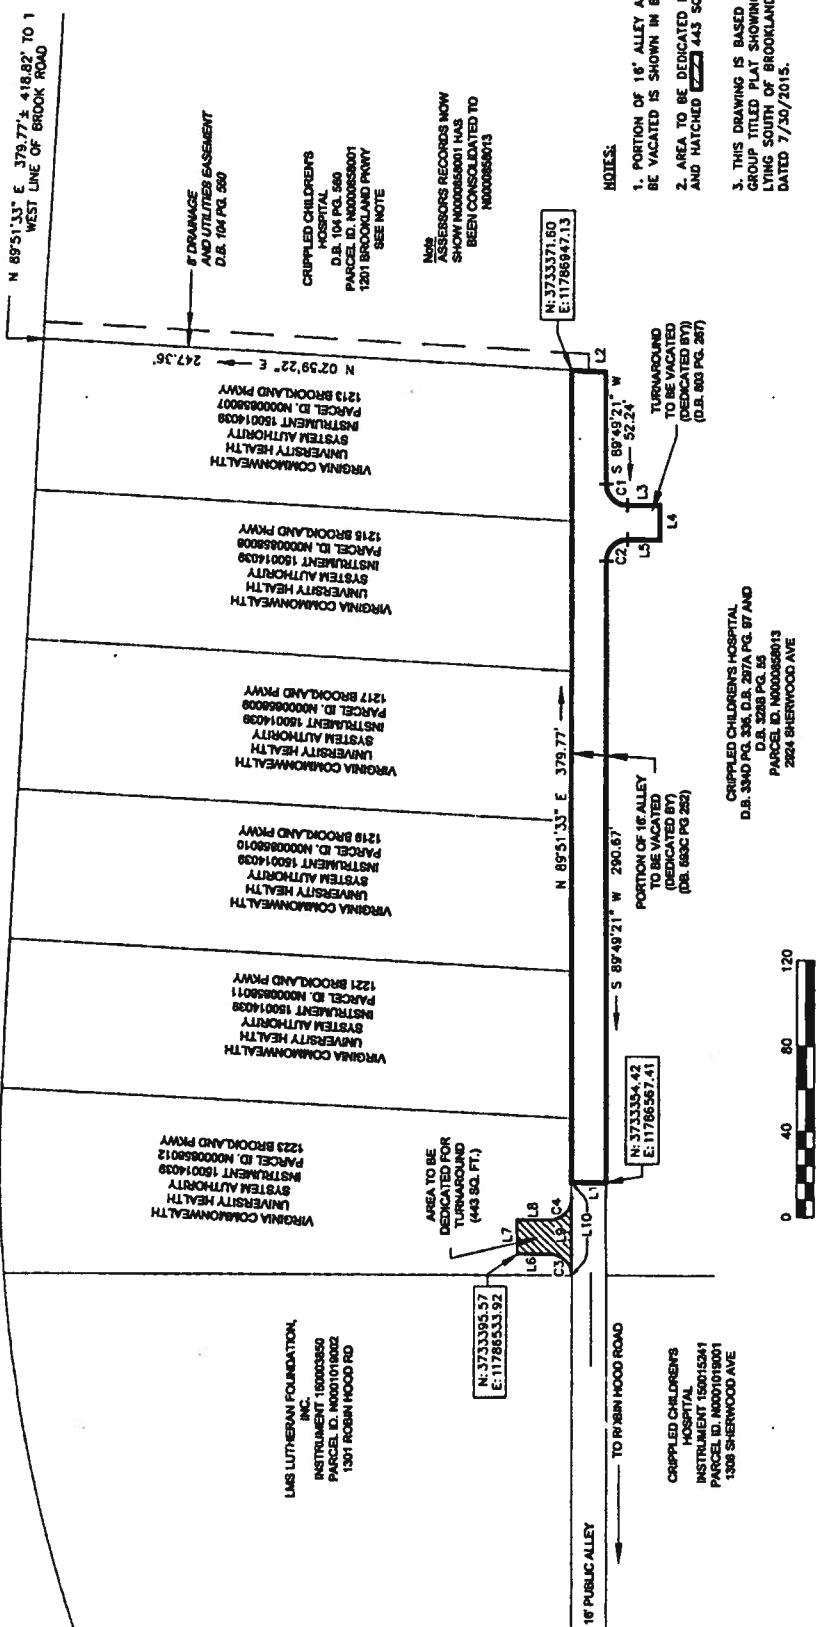 N 89°51'33" E 379.77'± 418.82' TO 1
WEST LINE OF BROOK ROAD
8' DRAINAGE
AND UTILITIES EASEMENT
D.B. 104 PG. 560
CRIPPLED CHILDREN'S
HOSPITAL
D.B. 104 PG. 560
PARCEL ID. N0000858001
1201 BROOKLAND PKWY
SEE NOTE
Note
ASSESSORS RECORDS NOW
SHOW N0000858001 HAS
BEEN CONSOLIDATED TO
N0000858013
NOTES:
1. PORTION OF 16' ALLEY A
BE VACATED IS SHOWN IN B
2. AREA TO BE DEDICATED
AND HATCHED 443 SQ
3. THIS DRAWING IS BASED
GROUP TITLED PLAT SHOWING
LYING SOUTH OF BROOKLAND
DATED 7/30/2015.
N 02°59'22" E 247.36'
VIRGINIA COMMONWEALTH
UNIVERSITY HEALTH
SYSTEM AUTHORITY
INSTRUMENT 150014039
PARCEL ID. N0000858007
1213 BROOKLAND PKWY
VIRGINIA COMMONWEALTH
UNIVERSITY HEALTH
SYSTEM AUTHORITY
INSTRUMENT 150014039
PARCEL ID. N0000858008
1215 BROOKLAND PKWY
VIRGINIA COMMONWEALTH
UNIVERSITY HEALTH
SYSTEM AUTHORITY
INSTRUMENT 150014039
PARCEL ID. N0000858009
1217 BROOKLAND PKWY
VIRGINIA COMMONWEALTH
UNIVERSITY HEALTH
SYSTEM AUTHORITY
INSTRUMENT 150014039
PARCEL ID. N0000858010
1219 BROOKLAND PKWY
VIRGINIA COMMONWEALTH
UNIVERSITY HEALTH
SYSTEM AUTHORITY
INSTRUMENT 150014039
PARCEL ID. N0000858011
1221 BROOKLAND PKWY
VIRGINIA COMMONWEALTH
UNIVERSITY HEALTH
SYSTEM AUTHORITY
INSTRUMENT 150014039
PARCEL ID. N0000858012
1223 BROOKLAND PKWY
N: 3733371.60
E: 11786947.13
L2
S 89°49'21" W
52.24'
C1
L3
L4
L5
C2
TURNAROUND
TO BE VACATED
(DEDICATED BY))
(D.B. 603 PG. 267)
N 89°51'33" E 379.77'
S 89°49'21" W 290.67'
PORTION OF 16' ALLEY
TO BE VACATED
(DEDICATED BY)
(DB. 593C PG 252)
CRIPPLED CHILDREN'S HOSPITAL
D.B. 334D PG. 336, D.B. 297A PG. 97 AND
D.B. 328B PG. 55
PARCEL ID. N0000858013
2924 SHERWOOD AVE
N: 3733354.42
E: 11786567.41
L1
AREA TO BE
DEDICATED FOR
TURNAROUND
(443 SQ. FT.)
L7
L8
L6
L9
C4
C3
L10
N: 3733395.57
E: 11786533.92
LMS LUTHERAN FOUNDATION,
INC.
INSTRUMENT 160003850
PARCEL ID. N0001019002
1301 ROBIN HOOD RD
16' PUBLIC ALLEY
TO ROBIN HOOD ROAD
CRIPPLED CHILDREN'S
HOSPITAL
INSTRUMENT 150015241
PARCEL ID. N0001019001
1308 SHERWOOD AVE
0 40 80 120